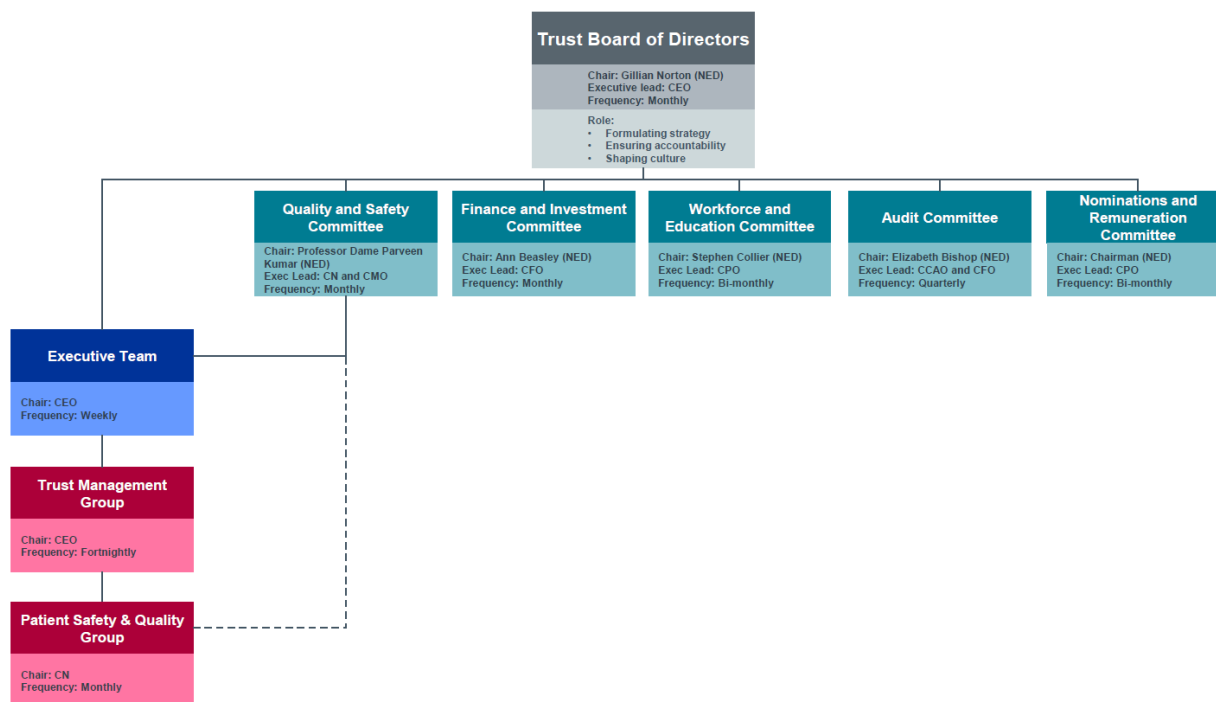 Trust Board of Directors
Chair: Gillian Norton (NED)
Executive lead: CEO
Frequency: Monthly
Role:
• Formulating strategy
• Ensuring accountability
• Shaping culture
Quality and Safety
Committee
Chair: Professor Dame Parveen
Kumar (NED)
Exec Lead: CN and CMO
Frequency: Monthly
Finance and Investment
Committee
Chair: Ann Beasley (NED)
Exec Lead: CFO
Frequency: Monthly
Workforce and
Education Committee
Chair: Stephen Collier (NED)
Exec Lead: CPO
Frequency: Bi-monthly
Audit Committee
Chair: Elizabeth Bishop (NED)
Exec Lead: CCAO and CFO
Frequency: Quarterly
Nominations and
Remuneration
Committee
Chair: Chairman (NED)
Exec Lead: CPO
Frequency: Bi-monthly
Executive Team
Chair: CEO
Frequency: Weekly
Trust Management
Group
Chair: CEO
Frequency: Fortnightly
Patient Safety & Quality
Group
Chair: CN
Frequency: Monthly